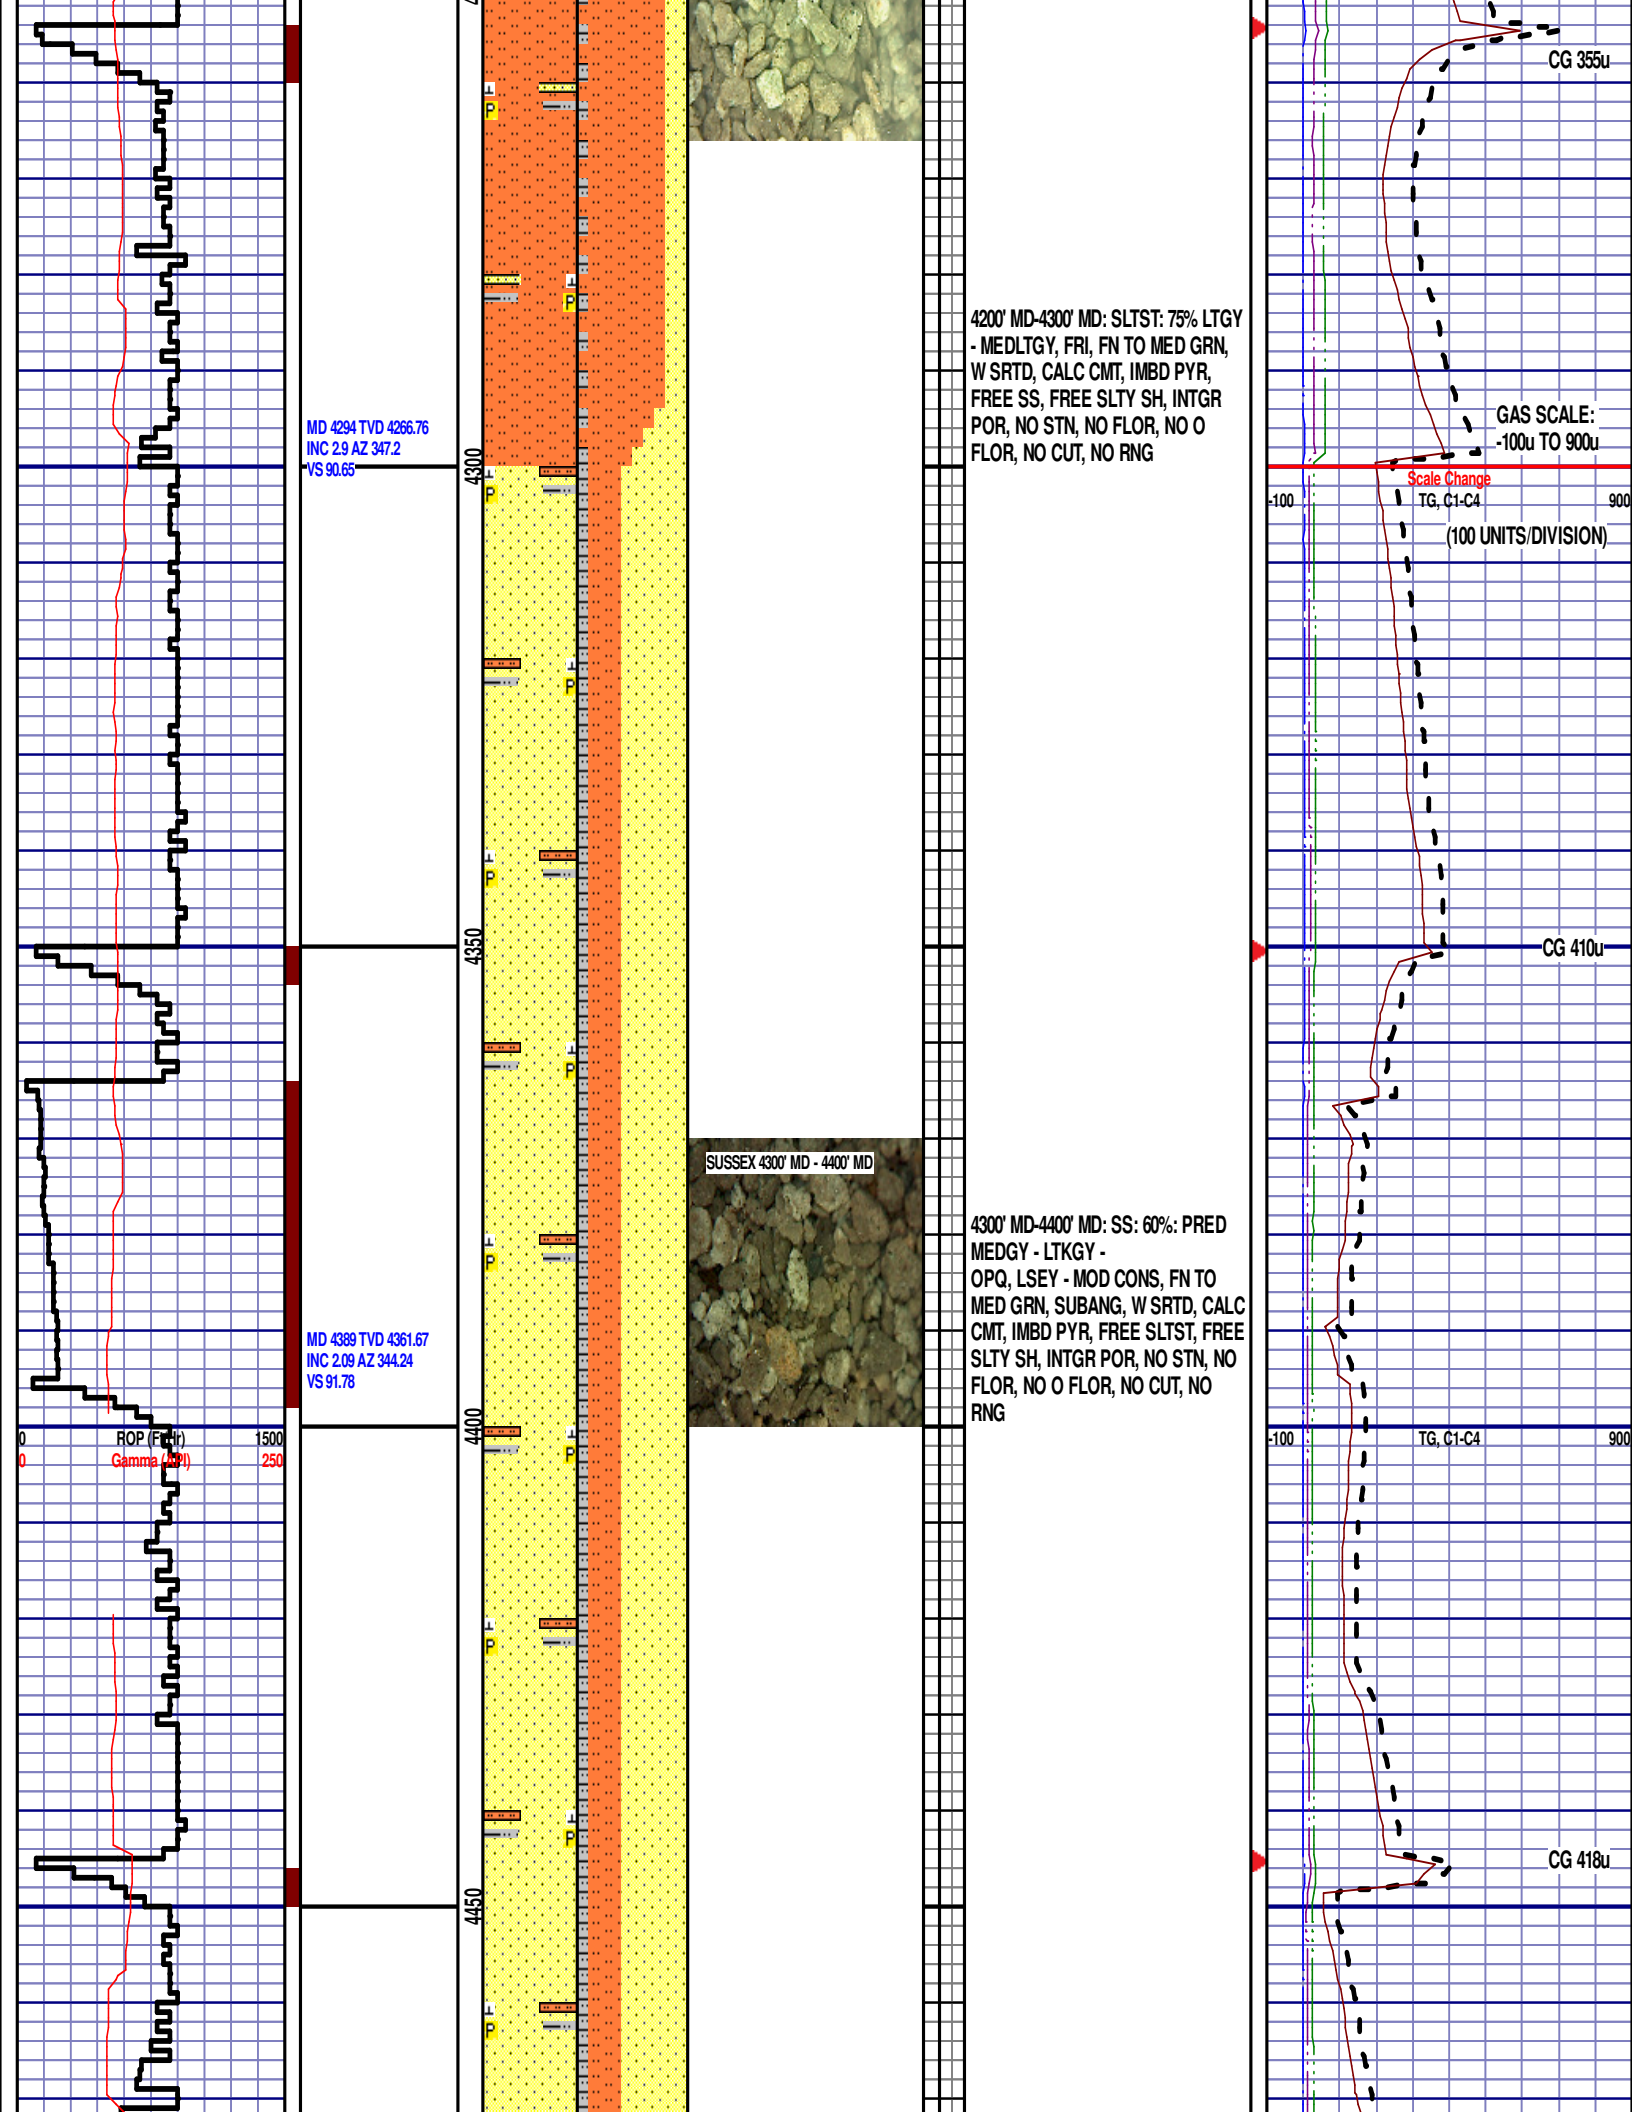 CG 355u
4200' MD-4300' MD: SLTST: 75% LTGY
- MEDLTGY, FRI, FN TO MED GRN,
W SRTD, CALC CMT, IMBD PYR,
FREE SS, FREE SLTY SH, INTGR
POR, NO STN, NO FLOR, NO O
FLOR, NO CUT, NO RNG
GAS SCALE:
-100u TO 900u
MD 4294 TVD 4266.76
INC 2.9 AZ 347.2
VS 90.65
4300
Scale Change
-100 TG, C1-C4 900
(100 UNITS/DIVISION)
4350
CG 410u
SUSSEX 4300' MD - 4400' MD
4300' MD-4400' MD: SS: 60%: PRED
MEDGY - LTKGY -
OPQ, LSEY - MOD CONS, FN TO
MED GRN, SUBANG, W SRTD, CALC
CMT, IMBD PYR, FREE SLTST, FREE
SLTY SH, INTGR POR, NO STN, NO
FLOR, NO O FLOR, NO CUT, NO
RNG
MD 4389 TVD 4361.67
INC 2.09 AZ 344.24
VS 91.78
4400
0 ROP (Ft/Hr) 1500
0 Gamma (API) 250
-100 TG, C1-C4 900
CG 418u
4450
P
P
P
P
P
P
P
P
P
P
P